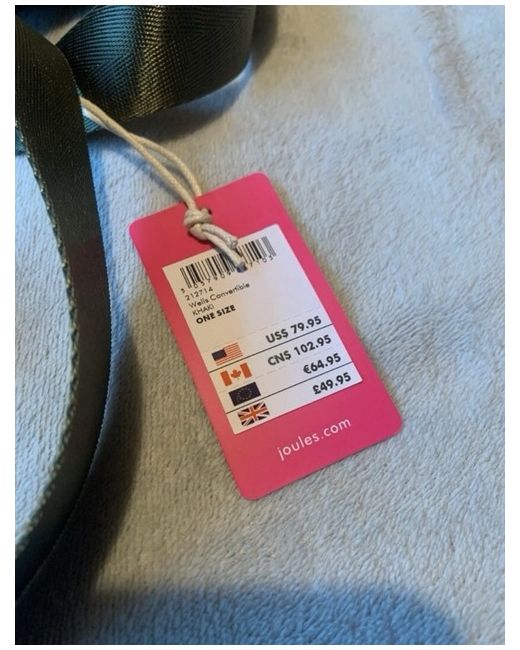 212714
Wells Convertible
KHAKI
ONE SIZE
US$ 79.95
CN$ 102.95
€64.95
£49.95
joules.com